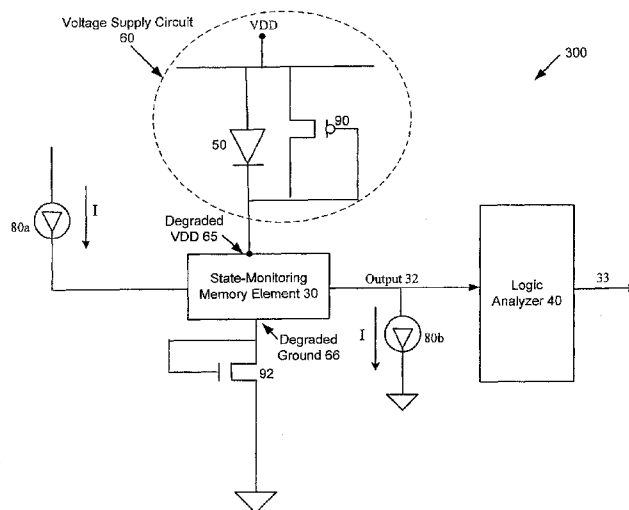 Voltage Supply Circuit
60
VDD
300
90
50
80a
I
Degraded
VDD 65
State-Monitoring
Memory Element 30
Output 32
Logic
Analyzer 40
33
I
80b
Degraded
Ground 66
92